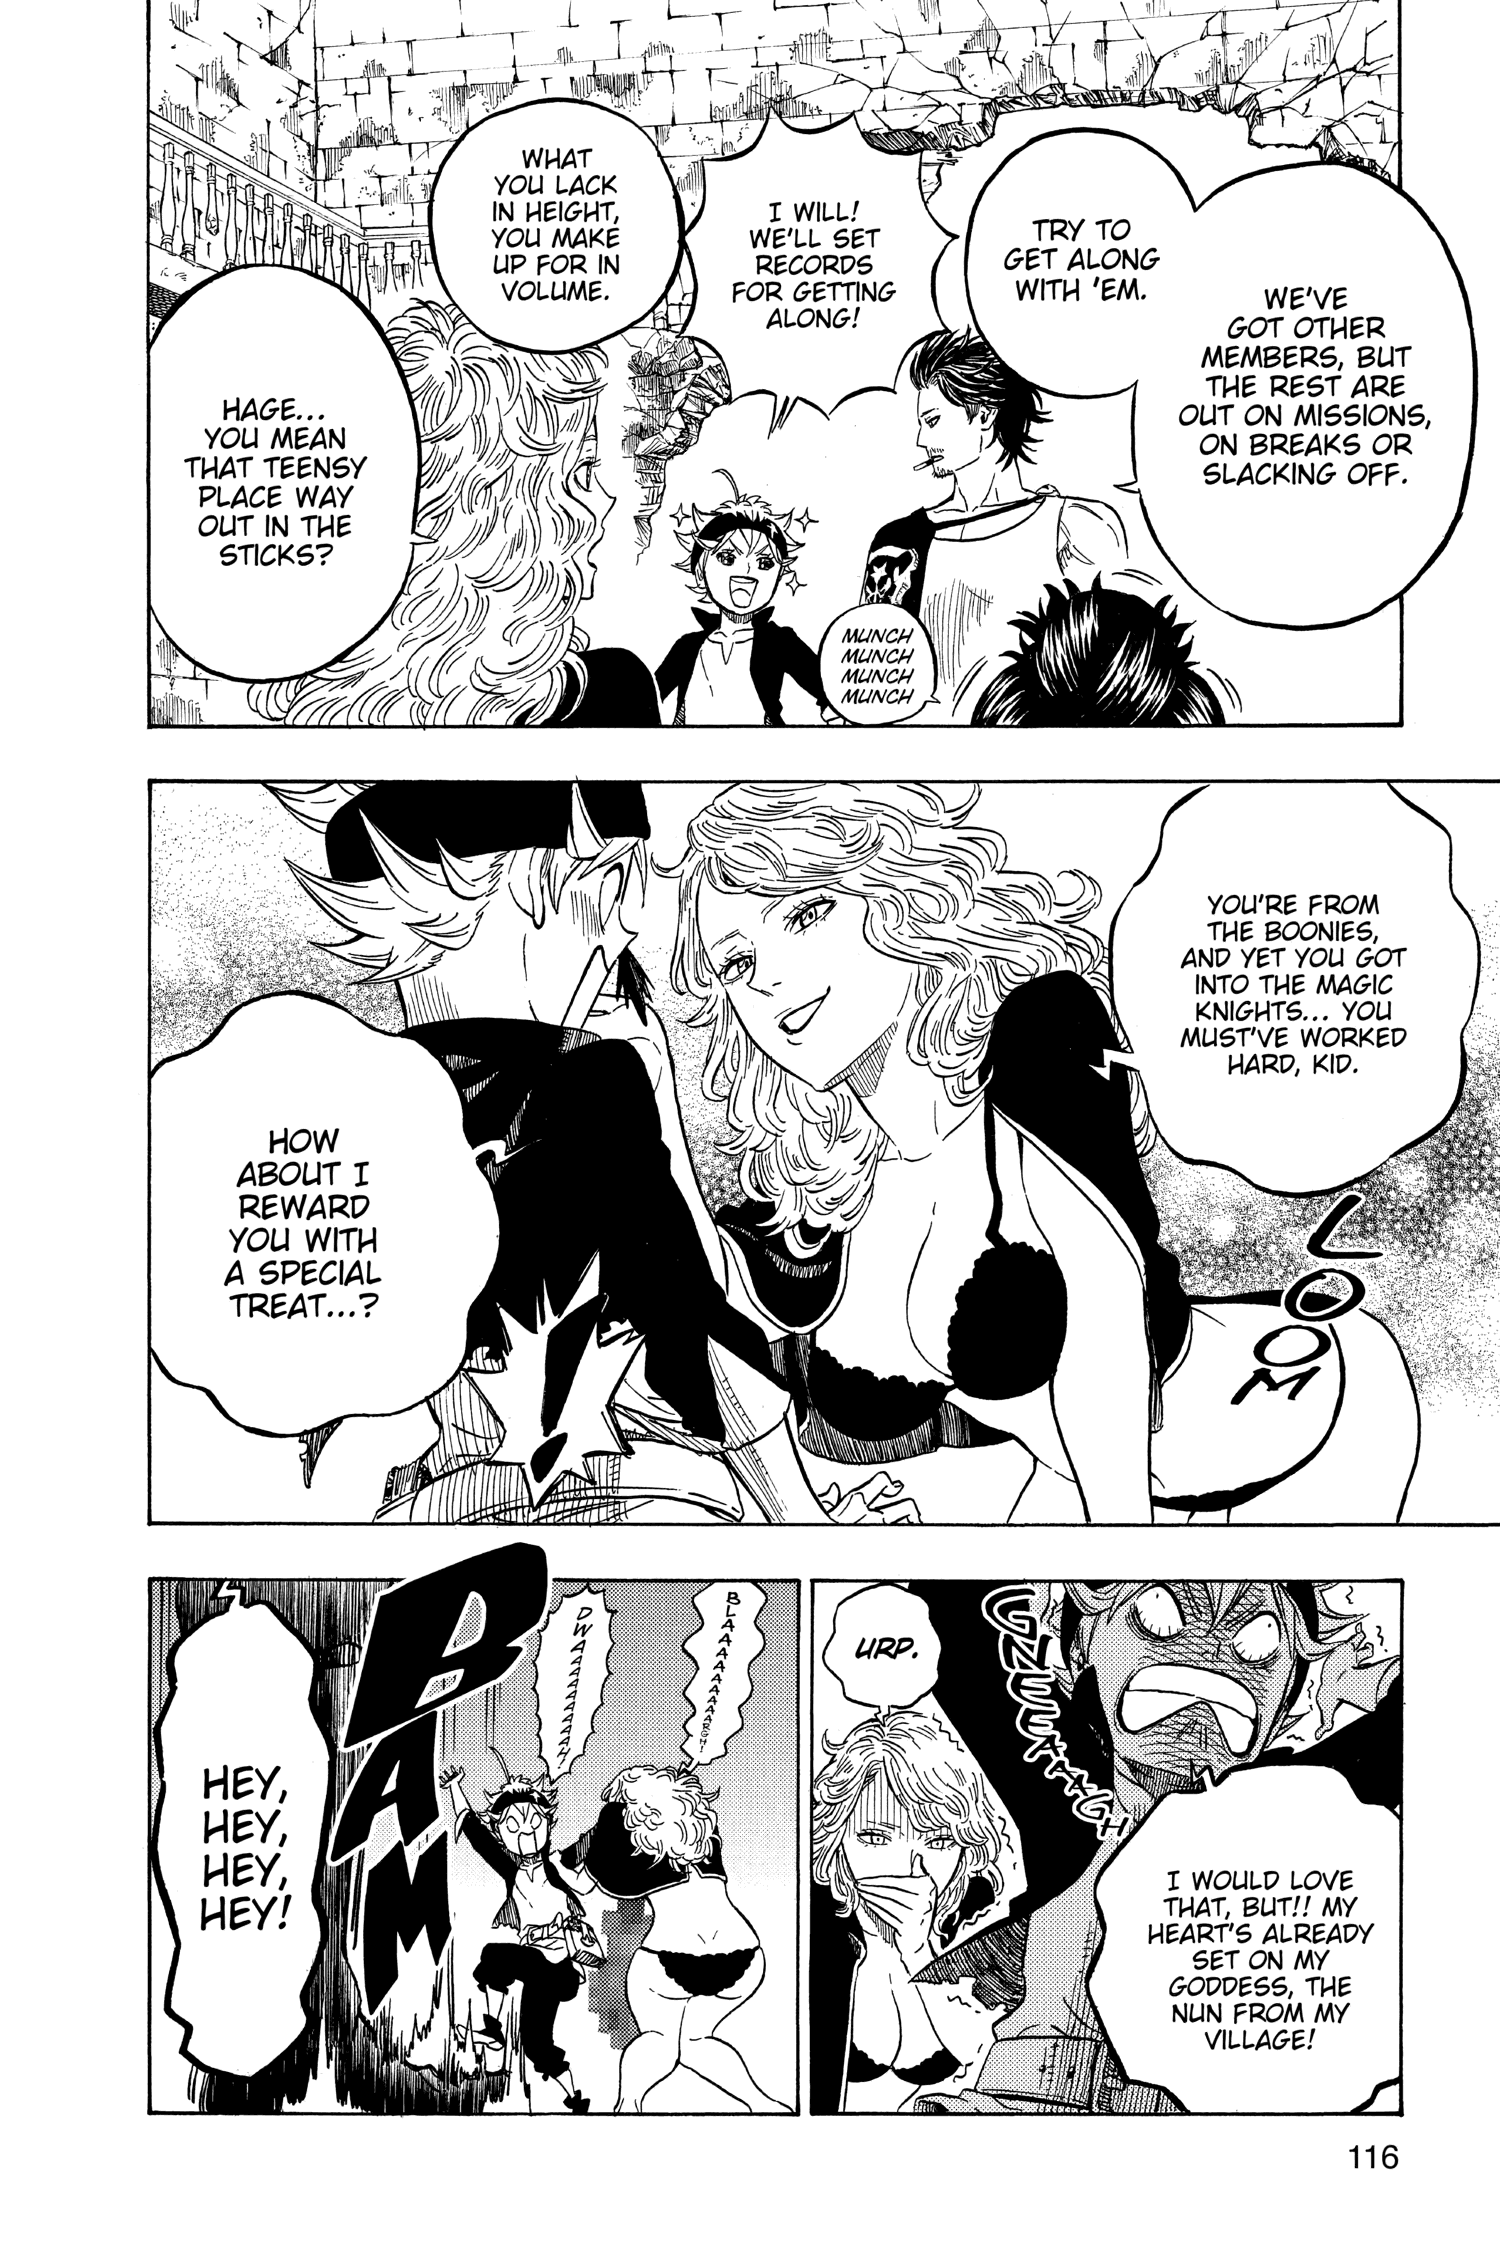 WE'VE
GOT OTHER
MEMBERS, BUT
THE REST ARE
OUT ON MISSIONS,
ON BREAKS OR
SLACKING OFF.
TRY TO
GET ALONG
WITH 'EM.
I WILL!
WE'LL SET
RECORDS
FOR GETTING
ALONG!
WHAT
YOU LACK
IN HEIGHT,
YOU MAKE
UP FOR IN
VOLUME.
HAGE...
YOU MEAN
THAT TEENSY
PLACE WAY
OUT IN THE
STICKS?
MUNCH
MUNCH
MUNCH
MUNCH
YOU'RE FROM
THE BOONIES,
AND YET YOU GOT
INTO THE MAGIC
KNIGHTS... YOU
MUST'VE WORKED
HARD, KID.
LOOM
HOW
ABOUT I
REWARD
YOU WITH
A SPECIAL
TREAT...?
!
GZUUAAAGH
I WOULD LOVE
THAT, BUT!! MY
HEART'S ALREADY
SET ON MY
GODDESS, THE
NUN FROM MY
VILLAGE!
URP.
BLAAAAAAAARGH!
DWAAAAAAAAH!
BAM
HEY,
HEY,
HEY,
HEY!
116